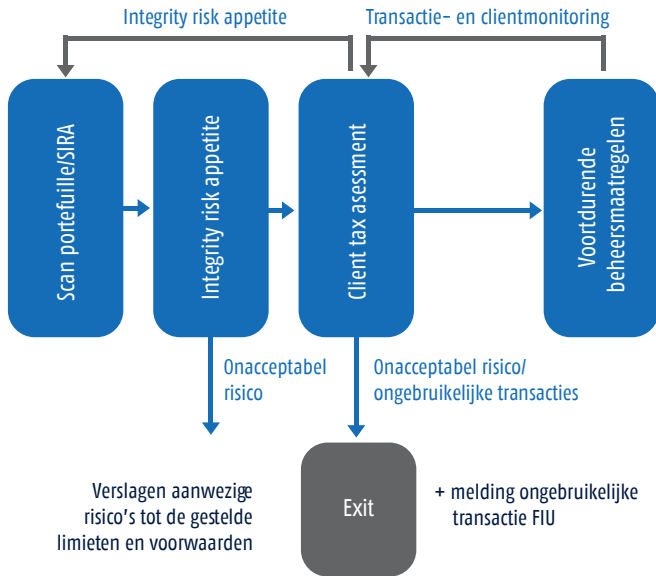 Integrity risk appetite
Transactie- en clientmonitoring
Scan portefuille/SIRA
Integrity risk appetite
Client tax asessment
Voortdurende
beheersmaatregelen
Onacceptabel
risico
Onacceptabel risico/
ongebruikelijke transacties
Verslagen aanwezige
risico's tot de gestelde
limieten en voorwaarden
Exit
+ melding ongebruikelijke
transactie FIU